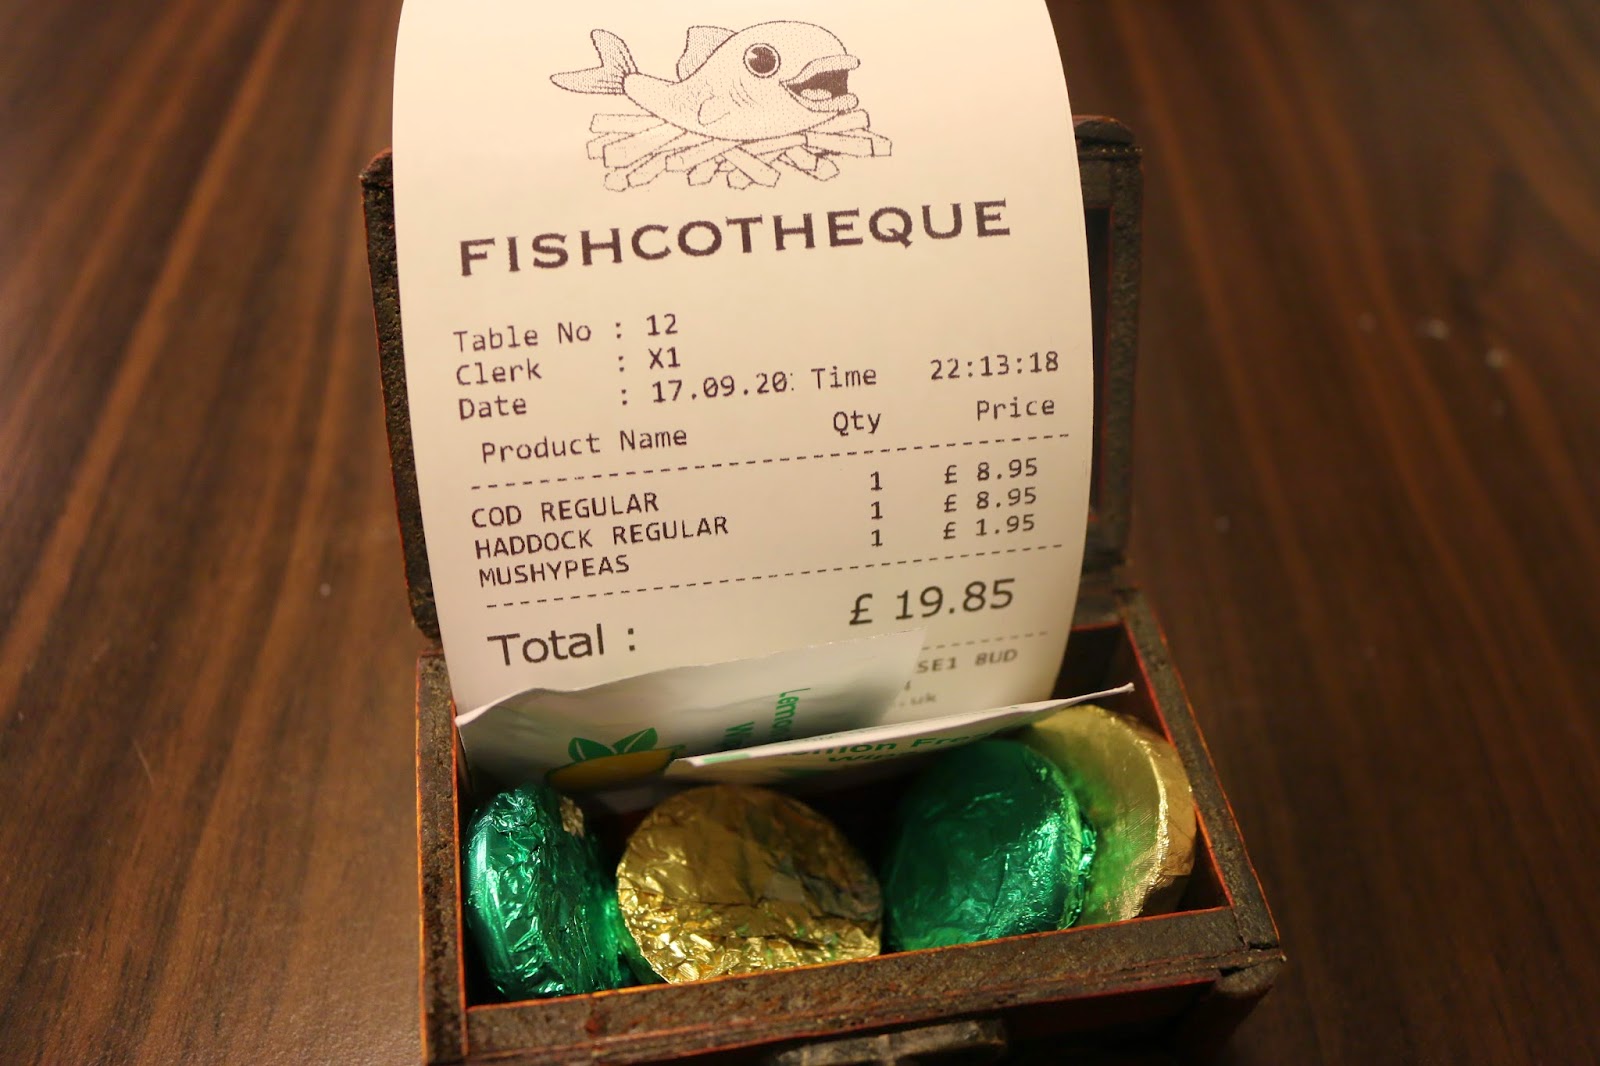 FISHCOTHEQUE
Table No : 12
Clerk : X1
Date : 17.09.20: Time 22:13:18
Product Name Qty Price
COD REGULAR 1 £ 8.95
HADDOCK REGULAR 1 £ 8.95
MUSHYPEAS 1 £ 1.95
Total : £ 19.85
SE1 8UD
.uk